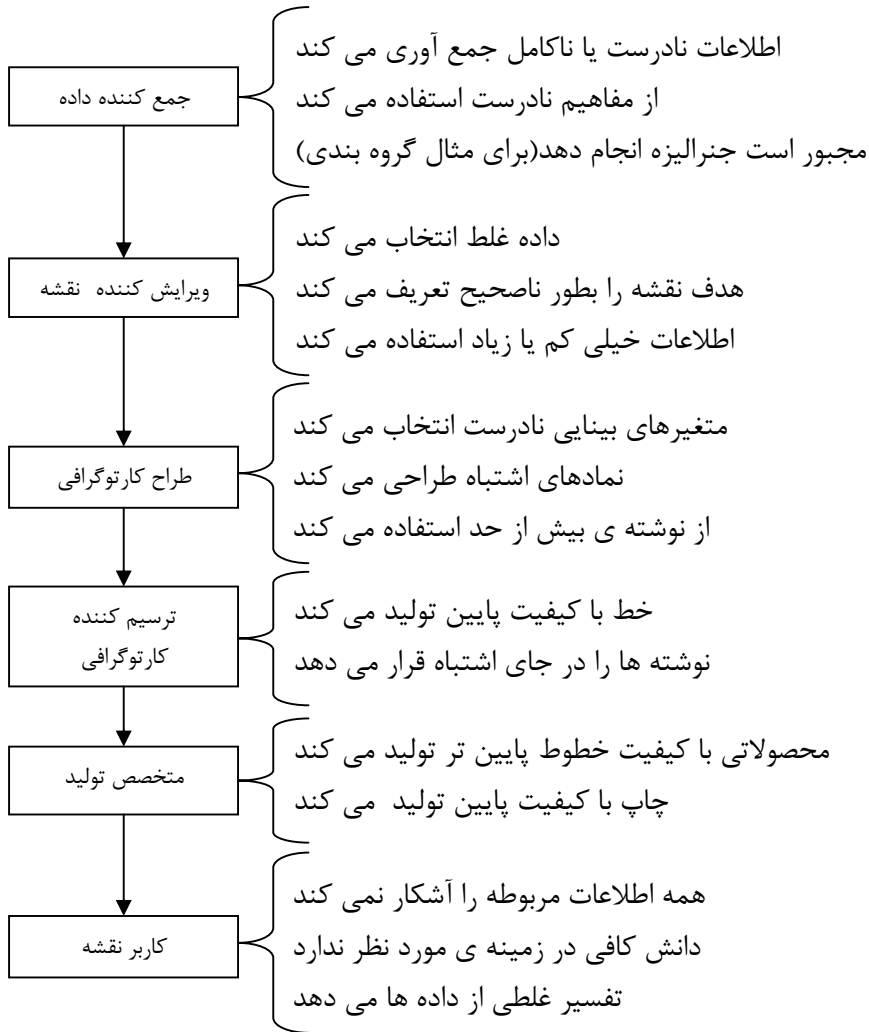 جمع کننده داده
اطلاعات نادرست یا ناکامل جمع آوری می کند
از مفاهیم نادرست استفاده می کند
مجبور است جنرالیزه انجام دهد(برای مثال گروه بندی)
ویرایش کننده نقشه
داده غلط انتخاب می کند
هدف نقشه را بطور ناصحیح تعریف می کند
اطلاعات خیلی کم یا زیاد استفاده می کند
طراح کارتوگرافی
متغیرهای بینایی نادرست انتخاب می کند
نمادهای اشتباه طراحی می کند
از نوشته ی بیش از حد استفاده می کند
ترسیم کننده
کارتوگرافی
خط با کیفیت پایین تولید می کند
نوشته ها را در جای اشتباه قرار می دهد
متخصص تولید
محصولاتی با کیفیت خطوط پایین تر تولید می کند
چاپ با کیفیت پایین تولید می کند
کاربر نقشه
همه اطلاعات مربوطه را آشکار نمی کند
دانش کافی در زمینه ی مورد نظر ندارد
تفسیر غلطی از داده ها می دهد